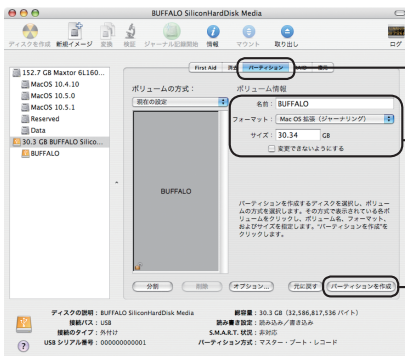 BUFFALO SiliconHardDisk Media
ディスクを作成 新規イメージ 変換 検証 ジャーナル記録開始 情報 マウント 取り出し ログ
First Aid 消去 パーティション RAID 復元
152.7 GB Maxtor 6L160...
MacOS 10.4.10
MacOS 10.5.0
MacOS 10.5.1
Reserved
Data
30.3 GB BUFFALO Silico...
BUFFALO
ボリュームの方式：
現在の設定
BUFFALO
ボリューム情報
名前： BUFFALO
フォーマット： Mac OS 拡張（ジャーナリング）
サイズ： 30.34 GB
変更できないようにする
パーティションを作成するディスクを選択し、ボリュー
ムの方式を選択します。その方式で表示されている各ボ
リュームをクリックし、ボリューム名、フォーマット、
およびサイズを指定します。"パーティションを作成"を
クリックします。
分割 削除 オプション... 元に戻す パーティションを作成
ディスクの説明： BUFFALO SiliconHardDisk Media
接続バス： USB
接続のタイプ： 外付け
USB シリアル番号： 000000000001
総容量： 30.3 GB（32,586,817,536 バイト）
読み書き設定： 読み込み／書き込み
S.M.A.R.T. 状況： 非対応
パーティション方式： マスター・ブート・レコード